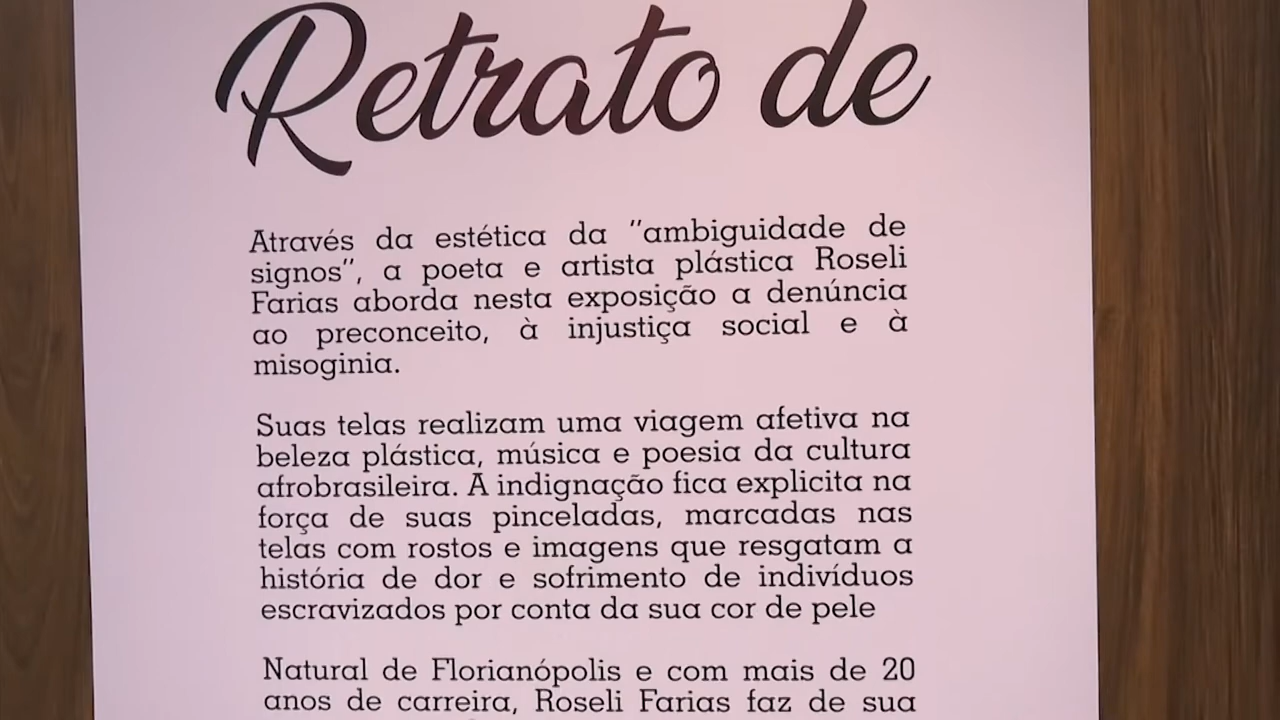 Retrato de
Através da estética da "ambiguidade de
signos", a poeta e artista plástica Roseli
Farias aborda nesta exposição a denúncia
ao preconceito, à injustiça social e à
misoginia.
Suas telas realizam uma viagem afetiva na
beleza plástica, música e poesia da cultura
afrobrasileira. A indignação fica explicita na
força de suas pinceladas, marcadas nas
telas com rostos e imagens que resgatam a
história de dor e sofrimento de indivíduos
escravizados por conta da sua cor de pele
Natural de Florianópolis e com mais de 20
anos de carreira, Roseli Farias faz de sua